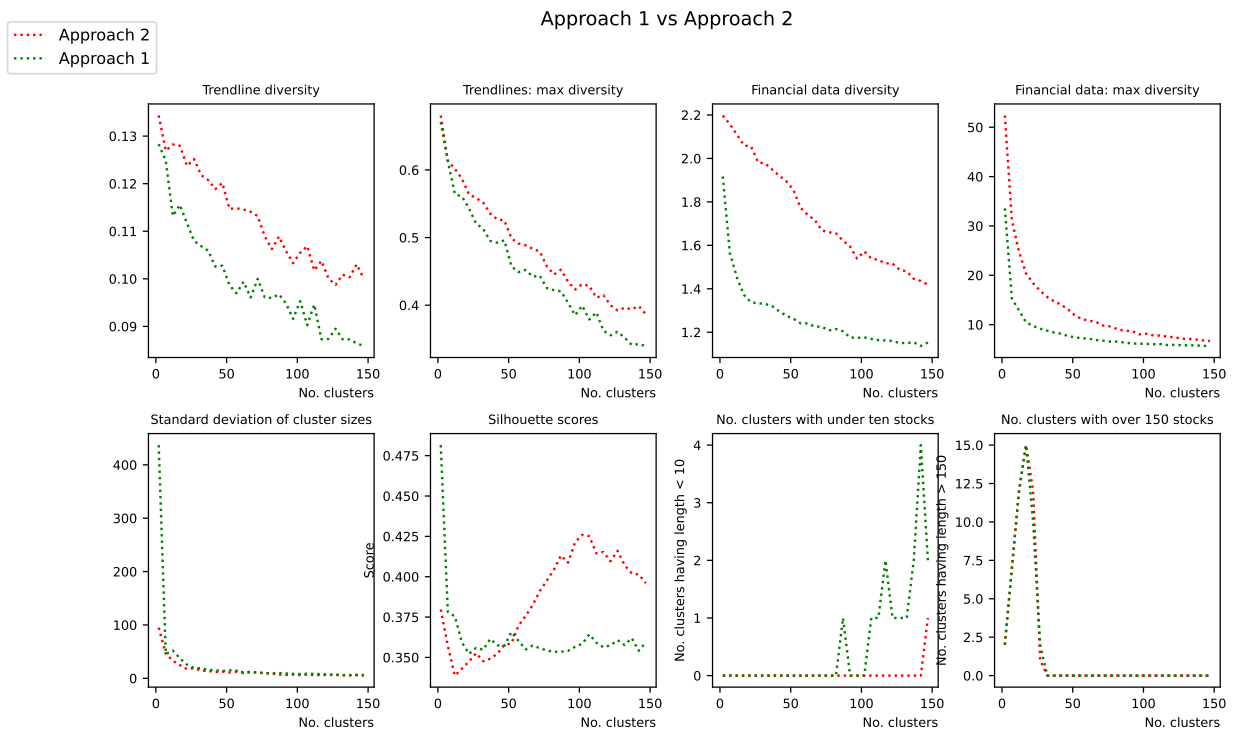 Approach 1 vs Approach 2
Approach 2
Approach 1
Trendline diversity
0.13
0.12
0.11
0.10
0.09
0 50 100 150
No. clusters
Trendlines: max diversity
0.6
0.5
0.4
0 50 100 150
No. clusters
Financial data diversity
2.2
2.0
1.8
1.6
1.4
1.2
0 50 100 150
No. clusters
Financial data: max diversity
50
40
30
20
10
0 50 100 150
No. clusters
Standard deviation of cluster sizes
400
300
200
100
0
0 50 100 150
No. clusters
Silhouette scores
Score
0.475
0.450
0.425
0.400
0.375
0.350
0 50 100 150
No. clusters
No. clusters with under ten stocks
No. clusters having length < 10
4
3
2
1
0
0 50 100 150
No. clusters
No. clusters with over 150 stocks
No. clusters having length > 150
15.0
12.5
10.0
7.5
5.0
2.5
0.0
0 50 100 150
No. clusters